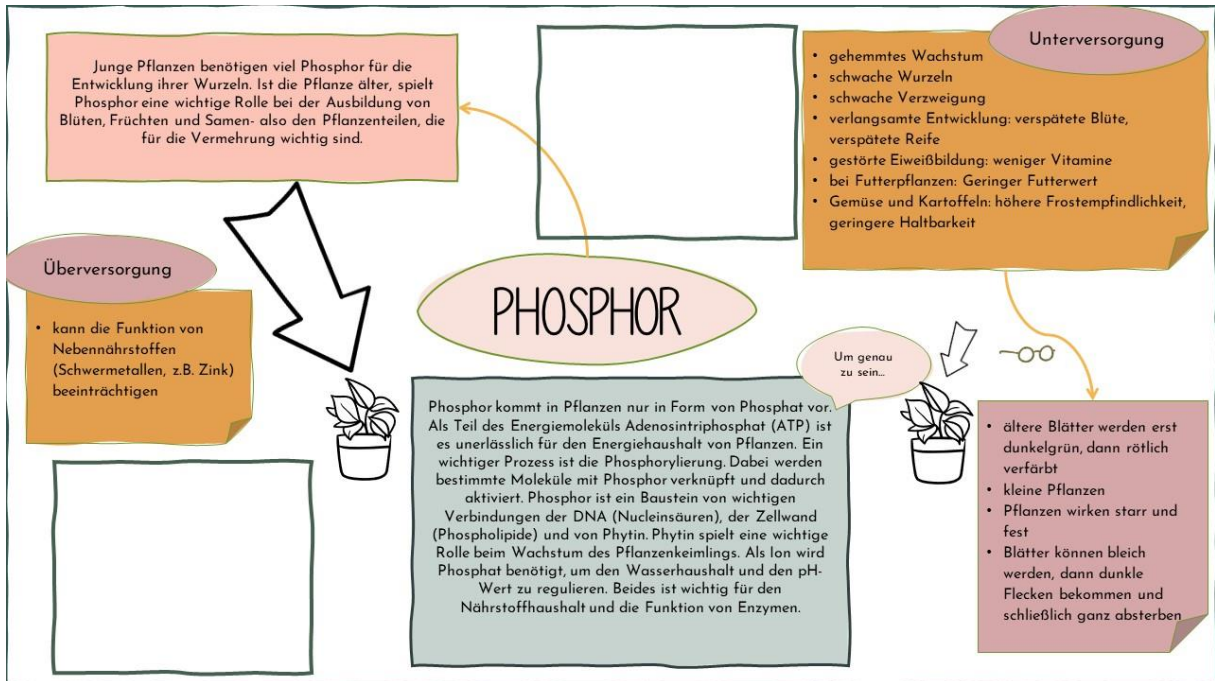 Junge Pflanzen benötigen viel Phosphor für die
Entwicklung ihrer Wurzeln. Ist die Pflanze älter, spielt
Phosphor eine wichtige Rolle bei der Ausbildung von
Blüten, Früchten und Samen- also den Pflanzenteilen, die
für die Vermehrung wichtig sind.
Unterversorgung
• gehemmtes Wachstum
• schwache Wurzeln
• schwache Verzweigung
• verlangsamte Entwicklung: verspätete Blüte,
verspätete Reife
• gestörte Eiweißbildung: weniger Vitamine
• bei Futterpflanzen: Geringer Futterwert
• Gemüse und Kartoffeln: höhere Frostempfindlichkeit,
geringere Haltbarkeit
Überversorgung
• kann die Funktion von
Nebennährstoffen
(Schwermetallen, z.B. Zink)
beeinträchtigen
PHOSPHOR
Um genau
zu sein...
Phosphor kommt in Pflanzen nur in Form von Phosphat vor.
Als Teil des Energiemoleküls Adenosintriphosphat (ATP) ist
es unerlässlich für den Energiehaushalt von Pflanzen. Ein
wichtiger Prozess ist die Phosphorylierung. Dabei werden
bestimmte Moleküle mit Phosphor verknüpft und dadurch
aktiviert. Phosphor ist ein Baustein von wichtigen
Verbindungen der DNA (Nucleinsäuren), der Zellwand
(Phospholipide) und von Phytin. Phytin spielt eine wichtige
Rolle beim Wachstum des Pflanzenkeimlings. Als Ion wird
Phosphat benötigt, um den Wasserhaushalt und den pH-
Wert zu regulieren. Beides ist wichtig für den
Nährstoffhaushalt und die Funktion von Enzymen.
• ältere Blätter werden erst
dunkelgrün, dann rötlich
verfärbt
• kleine Pflanzen
• Pflanzen wirken starr und
fest
• Blätter können bleich
werden, dann dunkle
Flecken bekommen und
schließlich ganz absterben